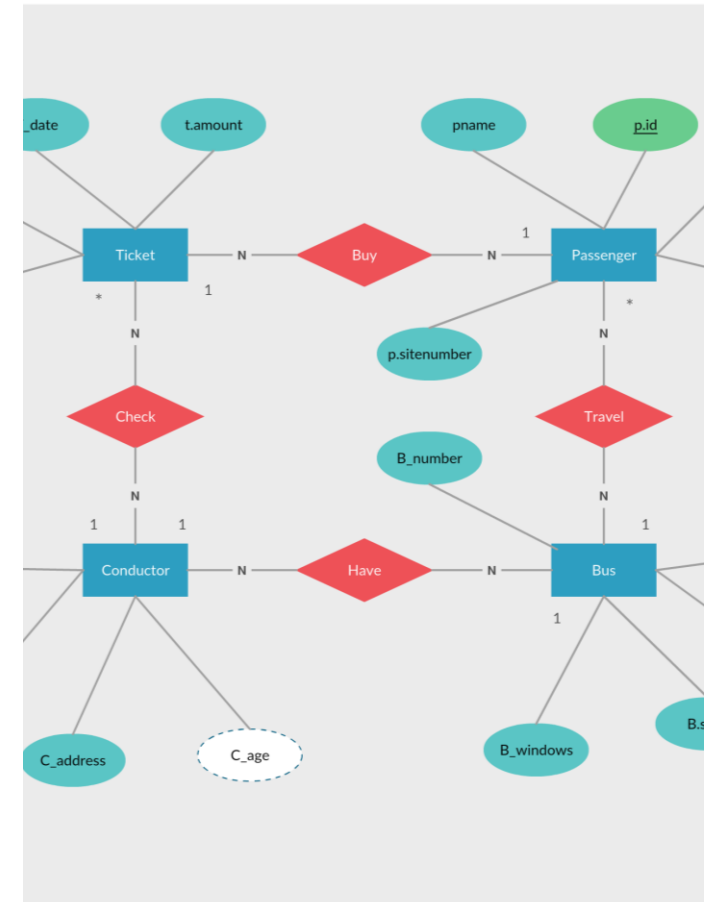 _date
t.amount
pname
p.id
1
Ticket
N
Buy
N
Passenger
*
1
*
N
p.sitenumber
N
Check
Travel
B_number
N
N
1
1
1
Conductor
N
Have
N
Bus
1
C_address
C_age
B_windows
B.s